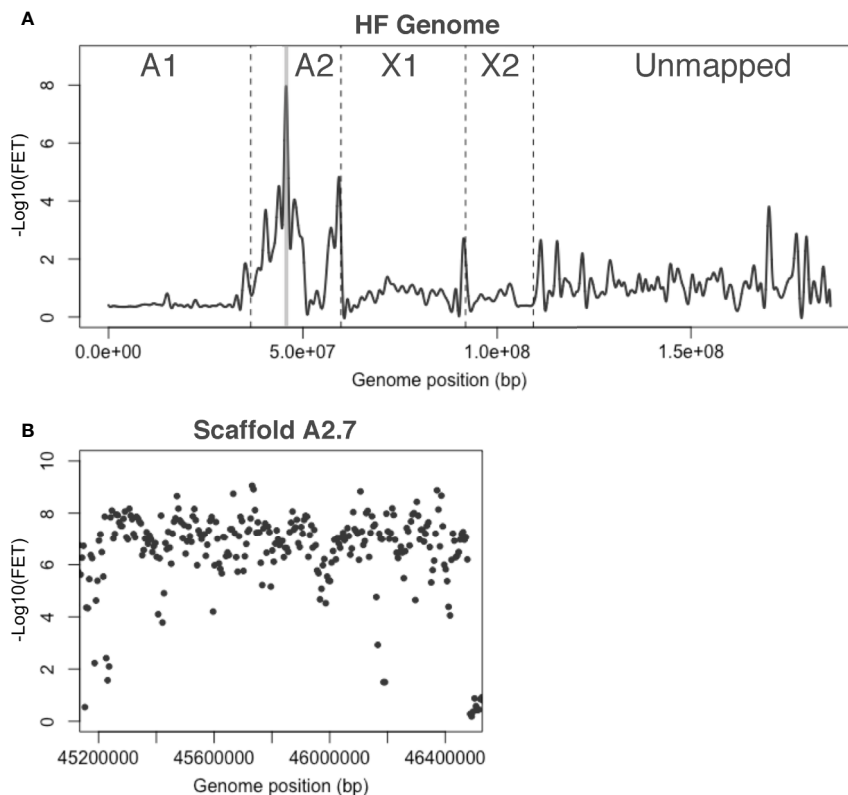 A
HF Genome
A1 A2 X1 X2 Unmapped
-Log10(FET)
8
6
4
2
0
0.0e+00 5.0e+07 1.0e+08 1.5e+08
Genome position (bp)
B
Scaffold A2.7
-Log10(FET)
10
8
6
4
2
0
45200000 45600000 46000000 46400000
Genome position (bp)